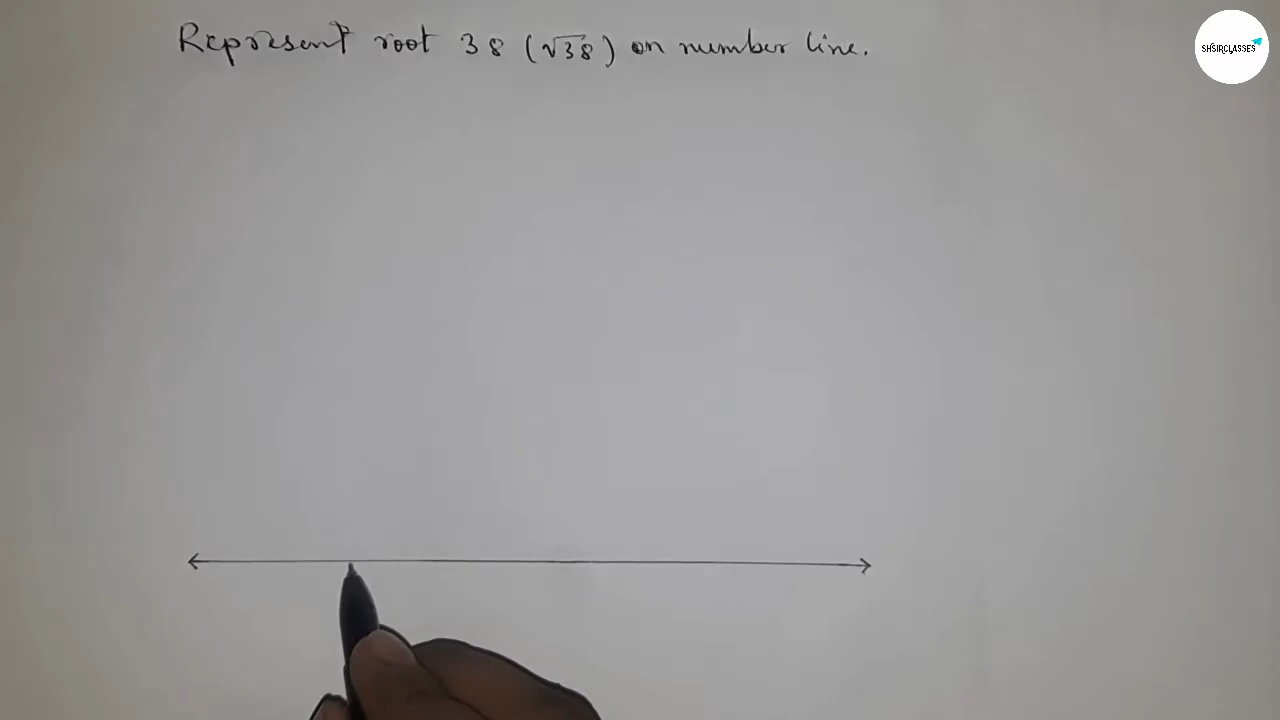 Represent root 38 (√38) on number line.
SHSIRCLASSES